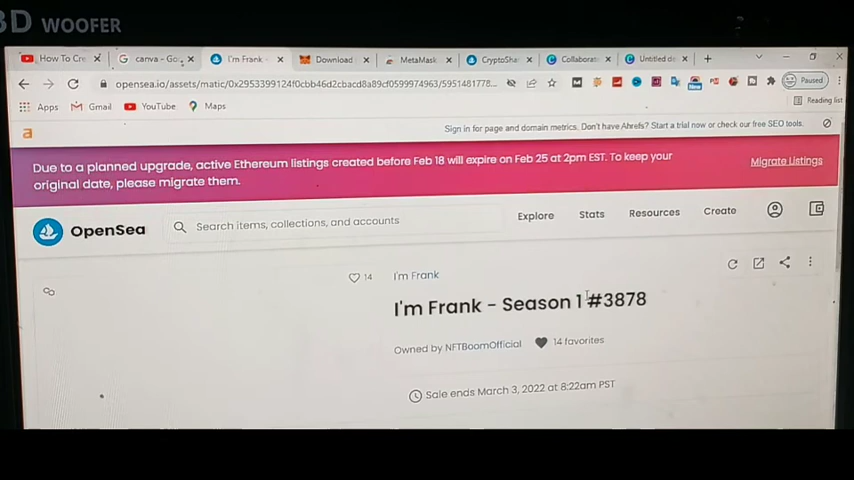 3D WOOFER
How To Cre
canva - Go
I'm Frank -
Download
MetaMask
CryptoSha
Collaborat
Untitled de
opensea.io/assets/matic/0x2953399124f0cbb46d2cbacd8a89cf0599974963/5951481778...
Paused
Apps
Gmail
YouTube
Maps
Reading list
Sign in for page and domain metrics. Don't have Ahrefs? Start a trial now or check our free SEO tools.
Due to a planned upgrade, active Ethereum listings created before Feb 18 will expire on Feb 25 at 2pm EST. To keep your
original date, please migrate them.
Migrate Listings
OpenSea
Search items, collections, and accounts
Explore
Stats
Resources
Create
14
I'm Frank
I'm Frank - Season 1 #3878
Owned by NFTBoomOfficial
14 favorites
Sale ends March 3, 2022 at 8:22am PST